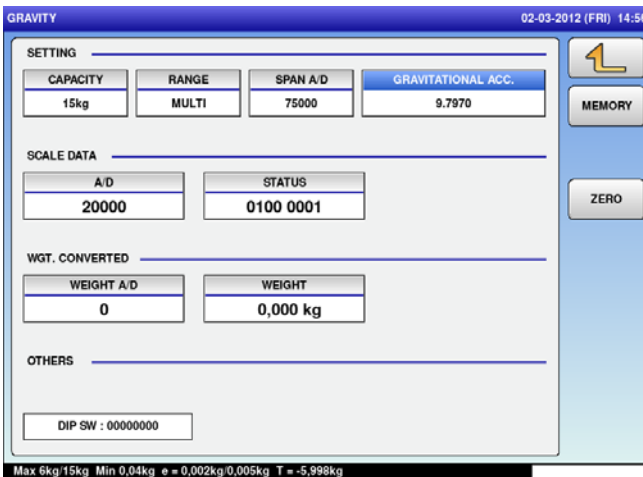 GRAVITY 02-03-2012 (FRI) 14:56
SETTING
CAPACITY RANGE SPAN A/D GRAVITATIONAL ACC.
15kg MULTI 75000 9.7970
MEMORY
SCALE DATA
A/D STATUS
20000 0100 0001
ZERO
WGT. CONVERTED
WEIGHT A/D WEIGHT
0 0,000 kg
OTHERS
DIP SW : 00000000
Max 6kg/15kg Min 0,04kg e = 0,002kg/0,005kg T = -5,998kg